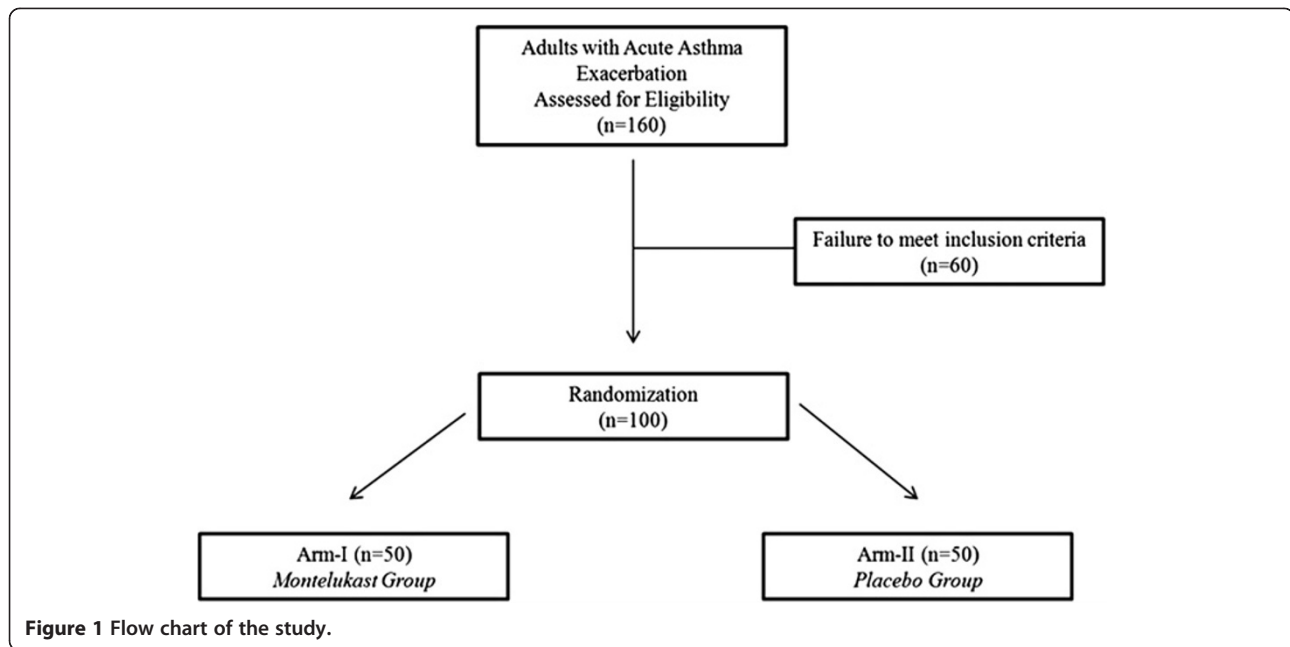 Adults with Acute Asthma
Exacerbation
Assessed for Eligibility
(n=160)
Failure to meet inclusion criteria
(n=60)
Randomization
(n=100)
Arm-I (n=50)
Montelukast Group
Arm-II (n=50)
Placebo Group
Figure 1 Flow chart of the study.